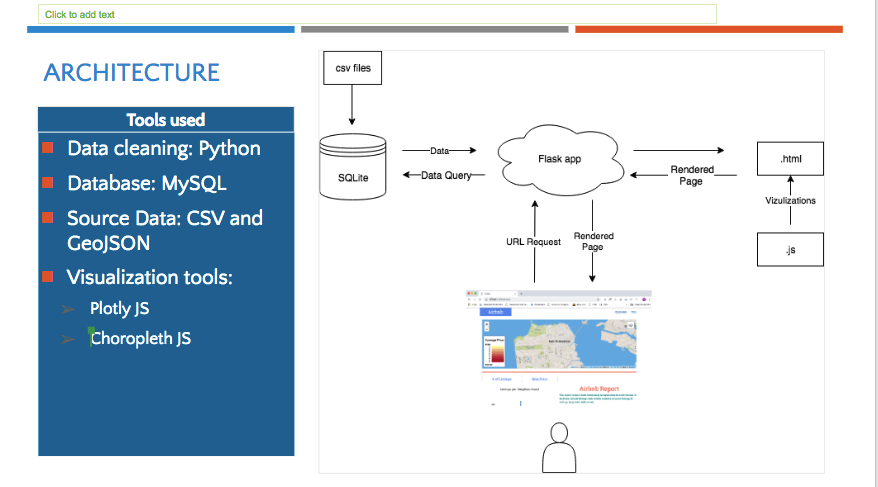 Click to add text
ARCHITECTURE
Tools used
Data cleaning: Python
Database: MySQL
Source Data: CSV and
GeoJSON
Visualization tools:
Plotly JS
Choropleth JS
csv files
SQLite
Data
Data Query
Flask app
Rendered
Page
.html
Vizulizations
.js
URL Request
Rendered
Page
Airbnb
Average Price
San Francisco
Airbnb Report